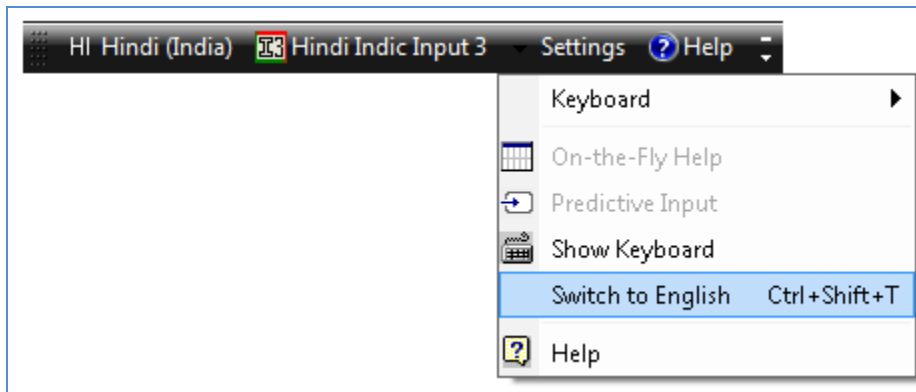 HI Hindi (India) Hindi Indic Input 3 Settings Help
Keyboard
On-the-Fly Help
Predictive Input
Show Keyboard
Switch to English Ctrl+Shift+T
Help